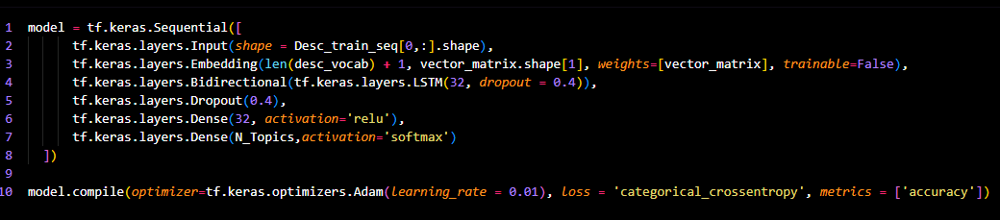 1 model = tf.keras.Sequential([
2 tf.keras.layers.Input(shape = Desc_train_seq[0,:].shape),
3 tf.keras.layers.Embedding(len(desc_vocab) + 1, vector_matrix.shape[1], weights=[vector_matrix], trainable=False),
4 tf.keras.layers.Bidirectional(tf.keras.layers.LSTM(32, dropout = 0.4)),
5 tf.keras.layers.Dropout(0.4),
6 tf.keras.layers.Dense(32, activation='relu'),
7 tf.keras.layers.Dense(N_Topics,activation='softmax')
8 ])
9
10 model.compile(optimizer=tf.keras.optimizers.Adam(learning_rate = 0.01), loss = 'categorical_crossentropy', metrics = ['accuracy'])